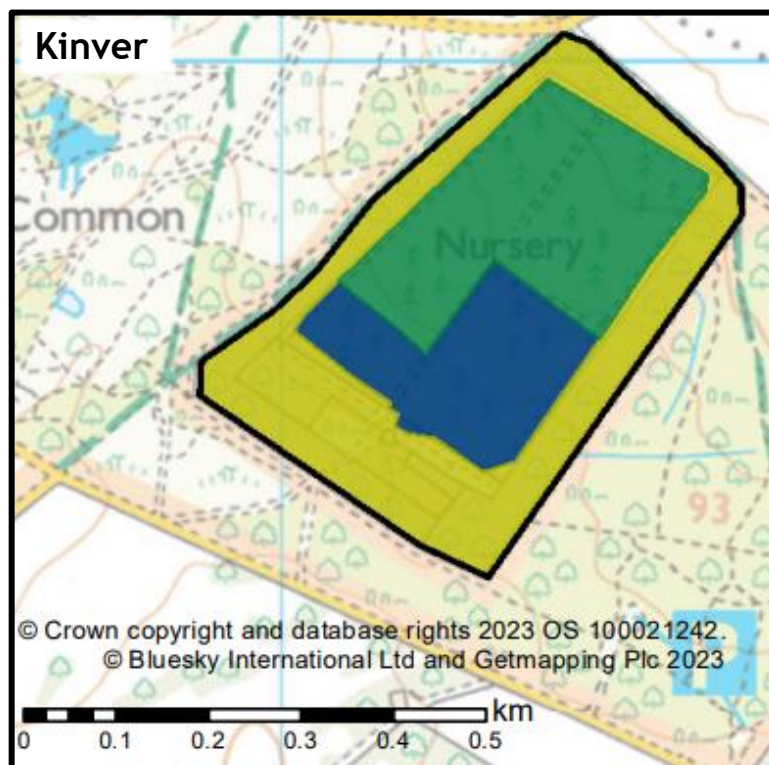 Kinver
Common
Nursery
93
© Crown copyright and database rights 2023 OS 100021242.
© Bluesky International Ltd and Getmapping Plc 2023
km
0 0.1 0.2 0.3 0.4 0.5